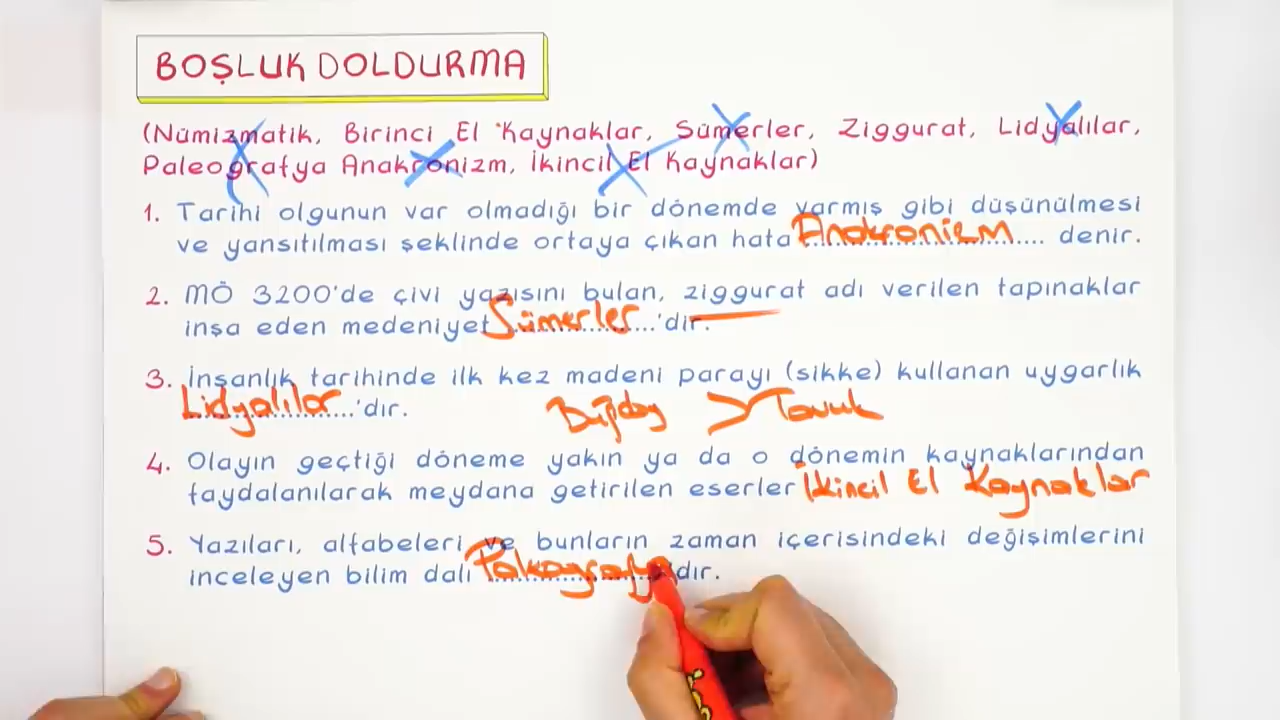 BOŞLUK DOLDURMA
(Nümizmatik, Birinci El Kaynaklar, Sümerler, Ziggurat, Lidyalılar,
Paleografya Anakronizm, İkincil El Kaynaklar)
1. Tarihi olgunun var olmadığı bir dönemde varmış gibi düşünülmesi
ve yansıtılması şeklinde ortaya çıkan hata Anakronizm denir.
2. MÖ 3200'de çivi yazısını bulan, ziggurat adı verilen tapınaklar
inşa eden medeniyet Sümerler 'dir.
3. İnsanlık tarihinde ilk kez madeni parayı (sikke) kullanan uygarlık
Lidyalılar 'dır. Buğday > Tavuk
4. Olayın geçtiği döneme yakın ya da o dönemin kaynaklarından
faydalanılarak meydana getirilen eserler İkincil El Kaynaklar
5. Yazıları, alfabeleri ve bunların zaman içerisindeki değişimlerini
inceleyen bilim dalı Paleografya 'dır.